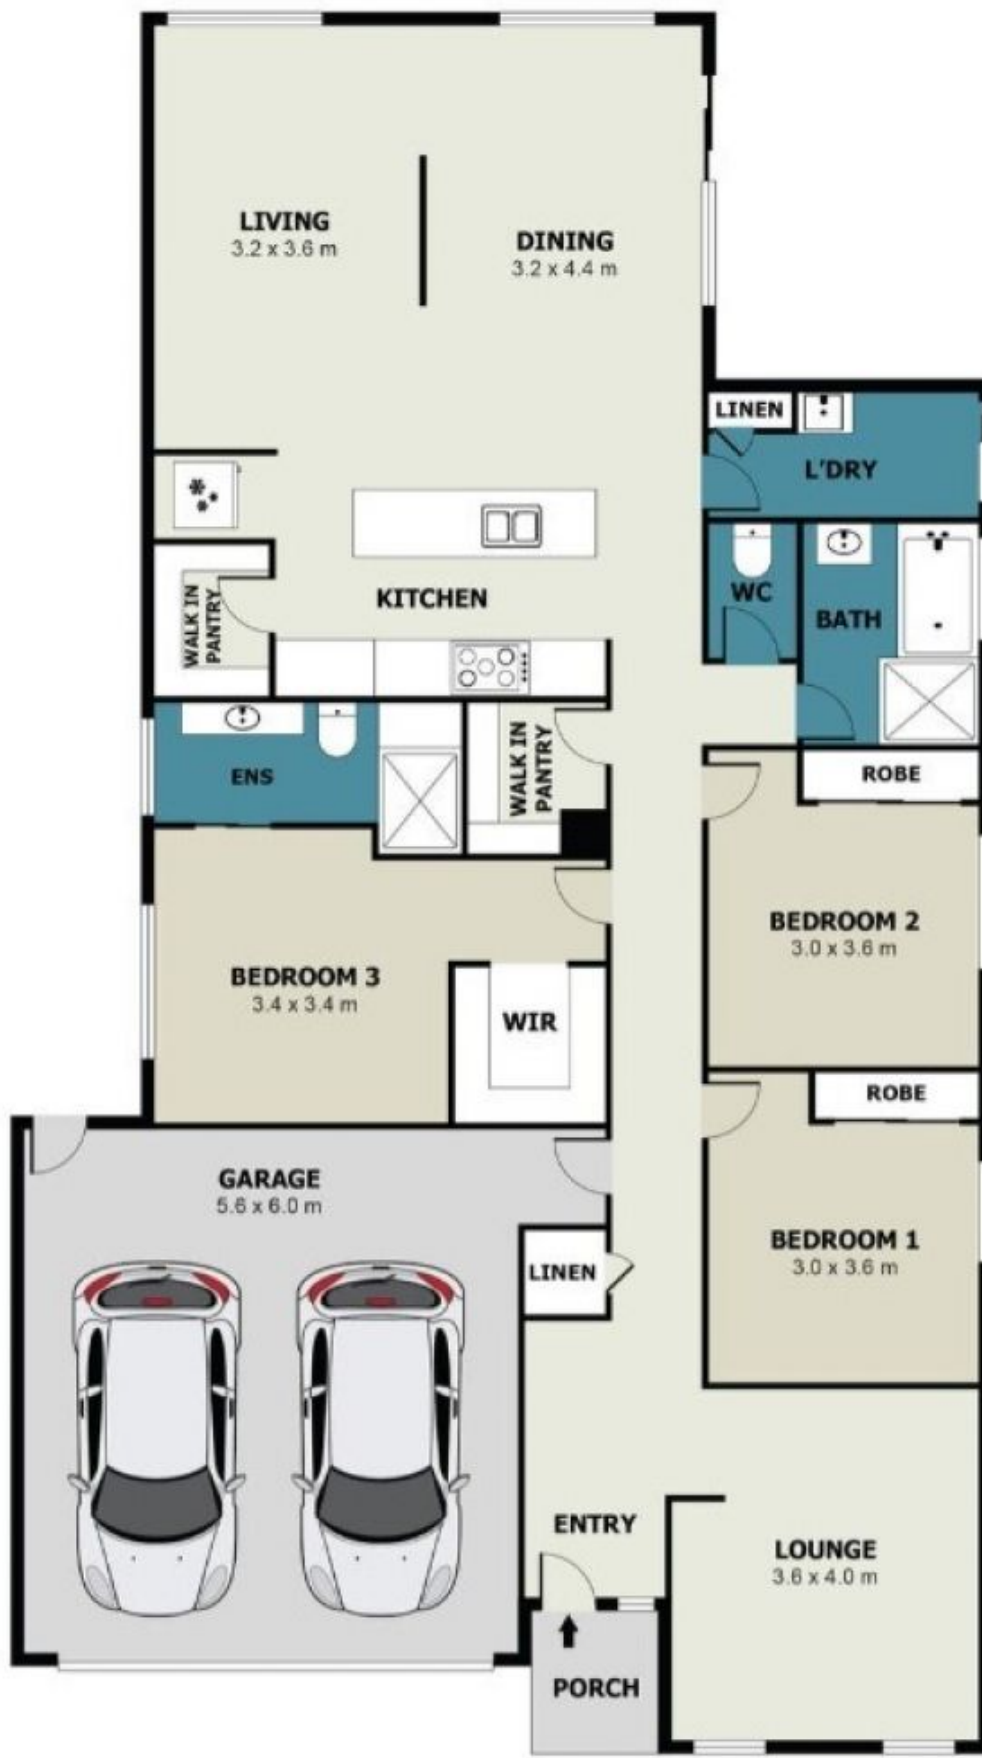 LIVING
3.2 x 3.6 m
DINING
3.2 x 4.4 m
LINEN
L'DRY
KITCHEN
WALK IN
PANTRY
WC
BATH
ENS
WALK IN
PANTRY
ROBE
BEDROOM 2
3.0 x 3.6 m
BEDROOM 3
3.4 x 3.4 m
WIR
ROBE
GARAGE
5.6 x 6.0 m
BEDROOM 1
3.0 x 3.6 m
LINEN
ENTRY
LOUNGE
3.6 x 4.0 m
PORCH